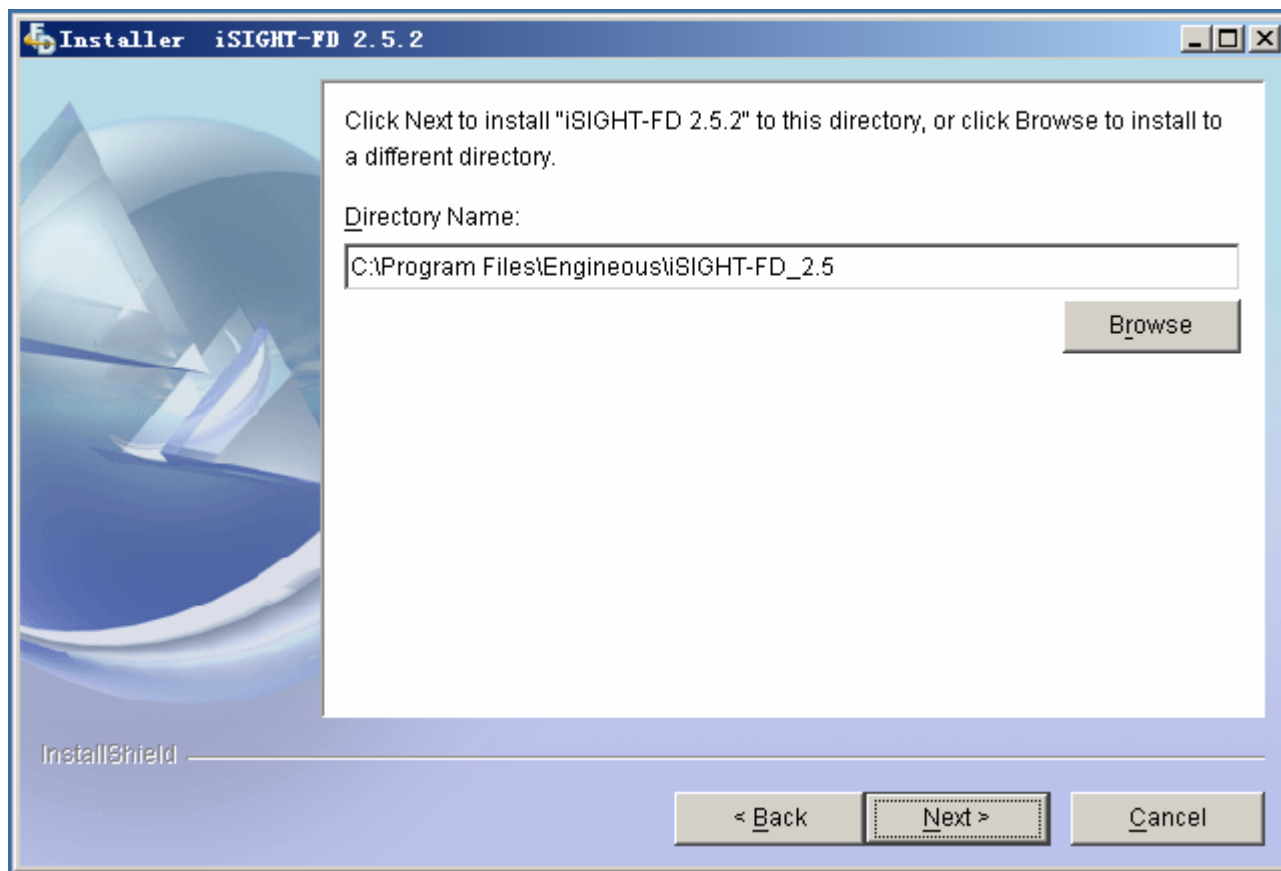 Installer iSIGHT-FD 2.5.2
Click Next to install "iSIGHT-FD 2.5.2" to this directory, or click Browse to install to
a different directory.
Directory Name:
C:\Program Files\Engineous\iSIGHT-FD_2.5
Browse
InstallShield
< Back
Next >
Cancel